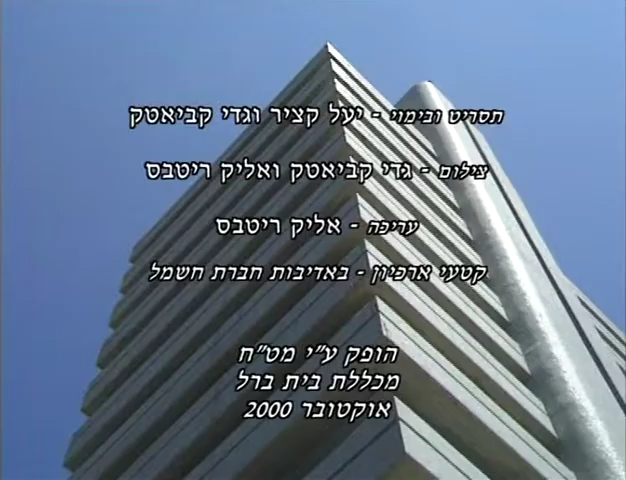 תסריט ובימוי - יעל קציר וגדי קביאטק
צילום - גדי קביאטק ואליק ריטבס
עריכה - אליק ריטבס
קטעי ארכיון - באדיבות חברת חשמל
הופק ע"י מט"ח
מכללת בית ברל
אוקטובר 2000